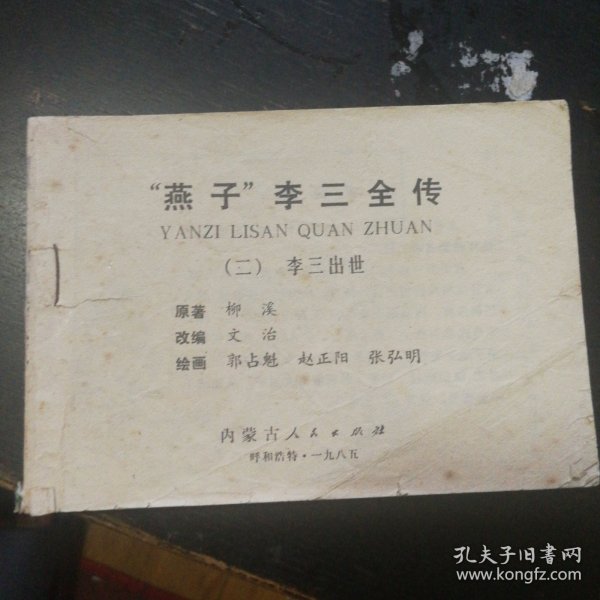 “燕子”李三全传
YANZI LISAN QUAN ZHUAN
(二) 李三出世
原著 柳溪
改编 文治
绘画 郭占魁 赵正阳 张弘明
内蒙古人民出版社
呼和浩特·一九八五
孔夫子旧书网
www.kongfz.com